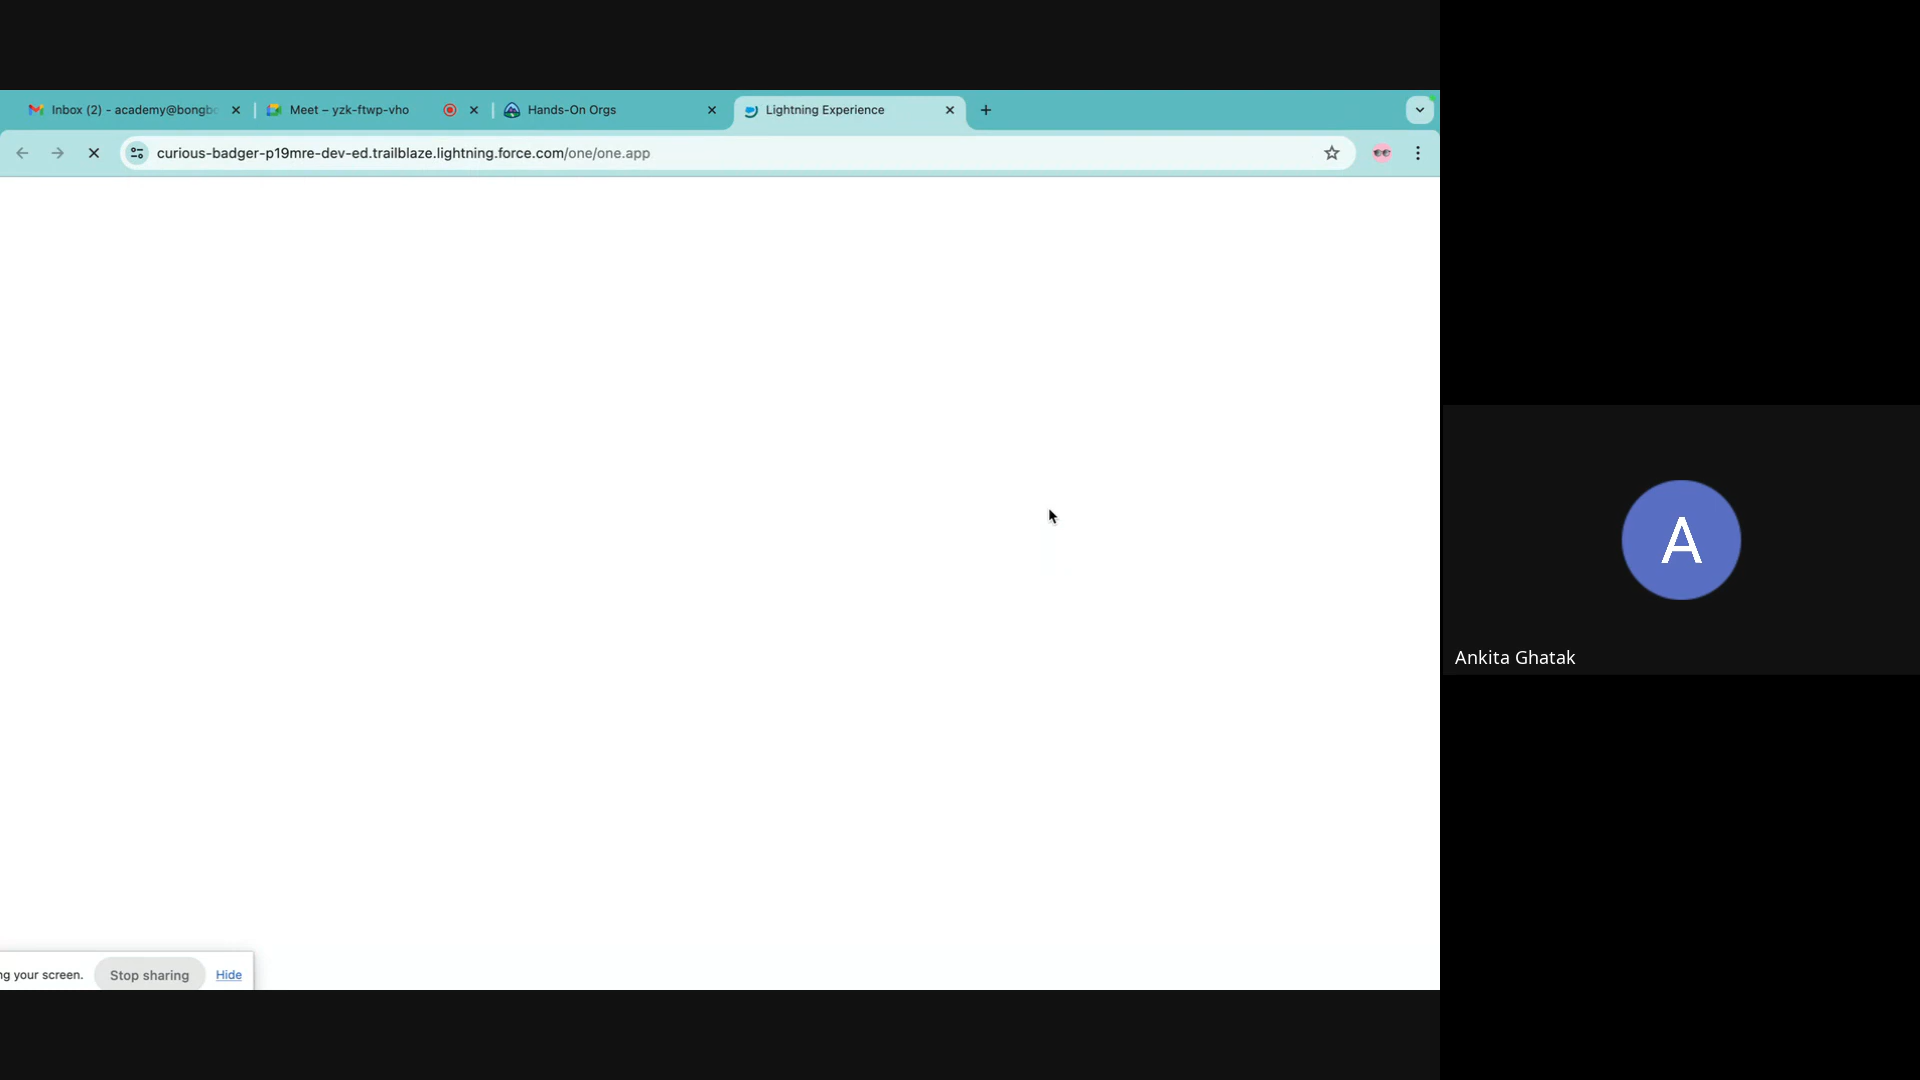 Inbox (2) - academy@bongb
Meet – yzk-ftwp-vho
Hands-On Orgs
Lightning Experience
curious-badger-p19mre-dev-ed.trailblaze.lightning.force.com/one/one.app
A
Ankita Ghatak
ng your screen.
Stop sharing
Hide